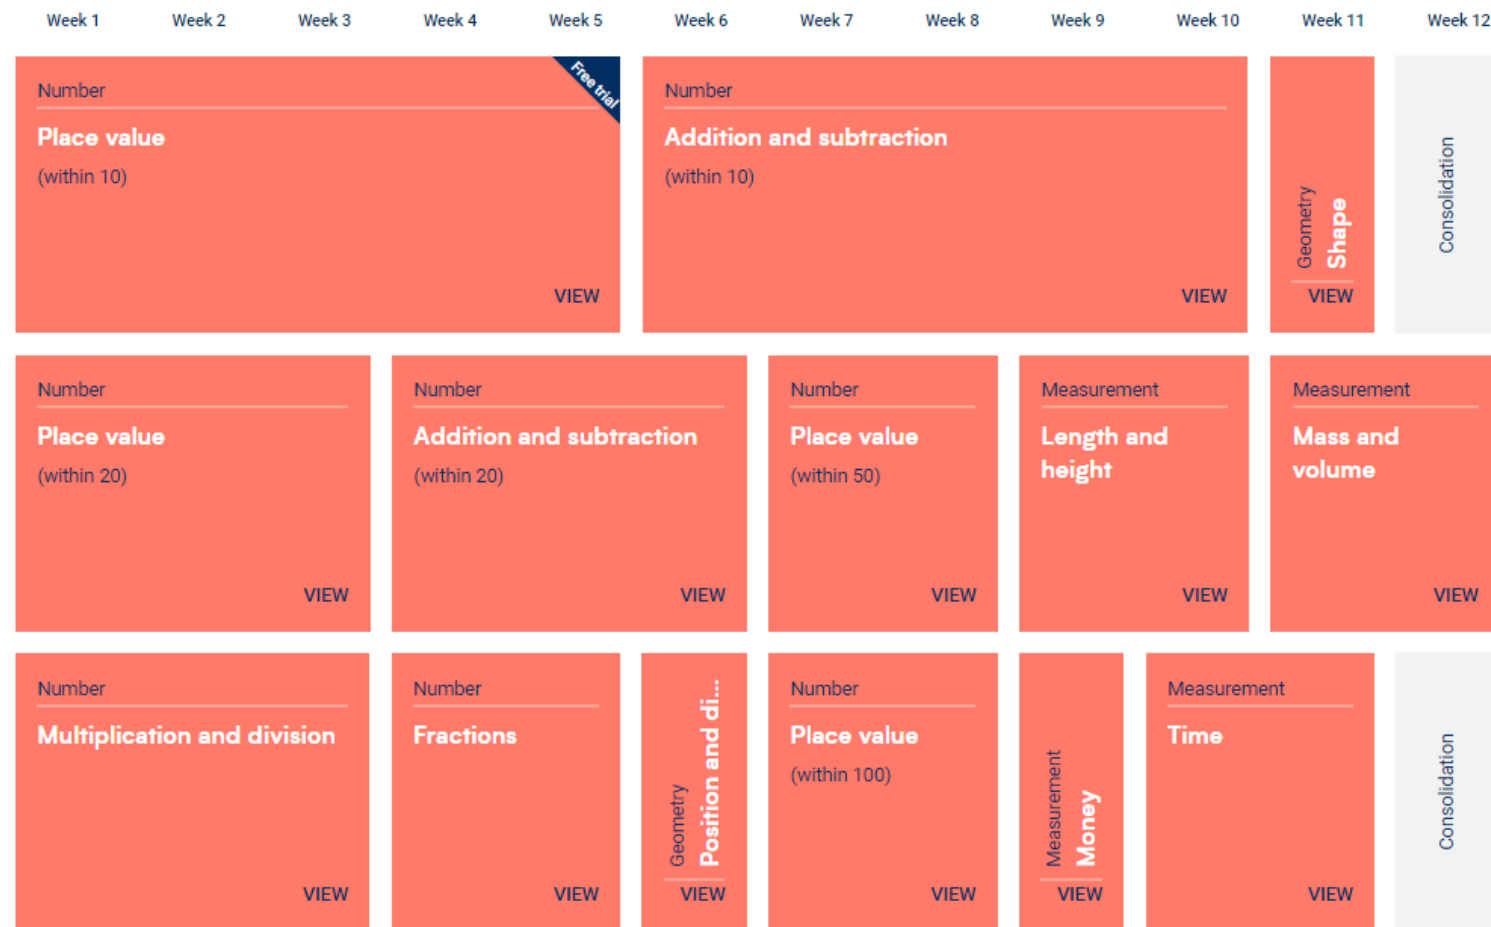 Week 1
Week 2
Week 3
Week 4
Week 5
Week 6
Week 7
Week 8
Week 9
Week 10
Week 11
Week 12
Number
Free trial
Place value
(within 10)
VIEW
Number
Addition and subtraction
(within 10)
VIEW
Geometry
Shape
VIEW
Consolidation
Number
Place value
(within 20)
VIEW
Number
Addition and subtraction
(within 20)
VIEW
Number
Place value
(within 50)
VIEW
Measurement
Length and
height
VIEW
Measurement
Mass and
volume
VIEW
Number
Multiplication and division
VIEW
Number
Fractions
VIEW
Geometry
Position and di...
VIEW
Number
Place value
(within 100)
VIEW
Measurement
Money
VIEW
Measurement
Time
VIEW
Consolidation